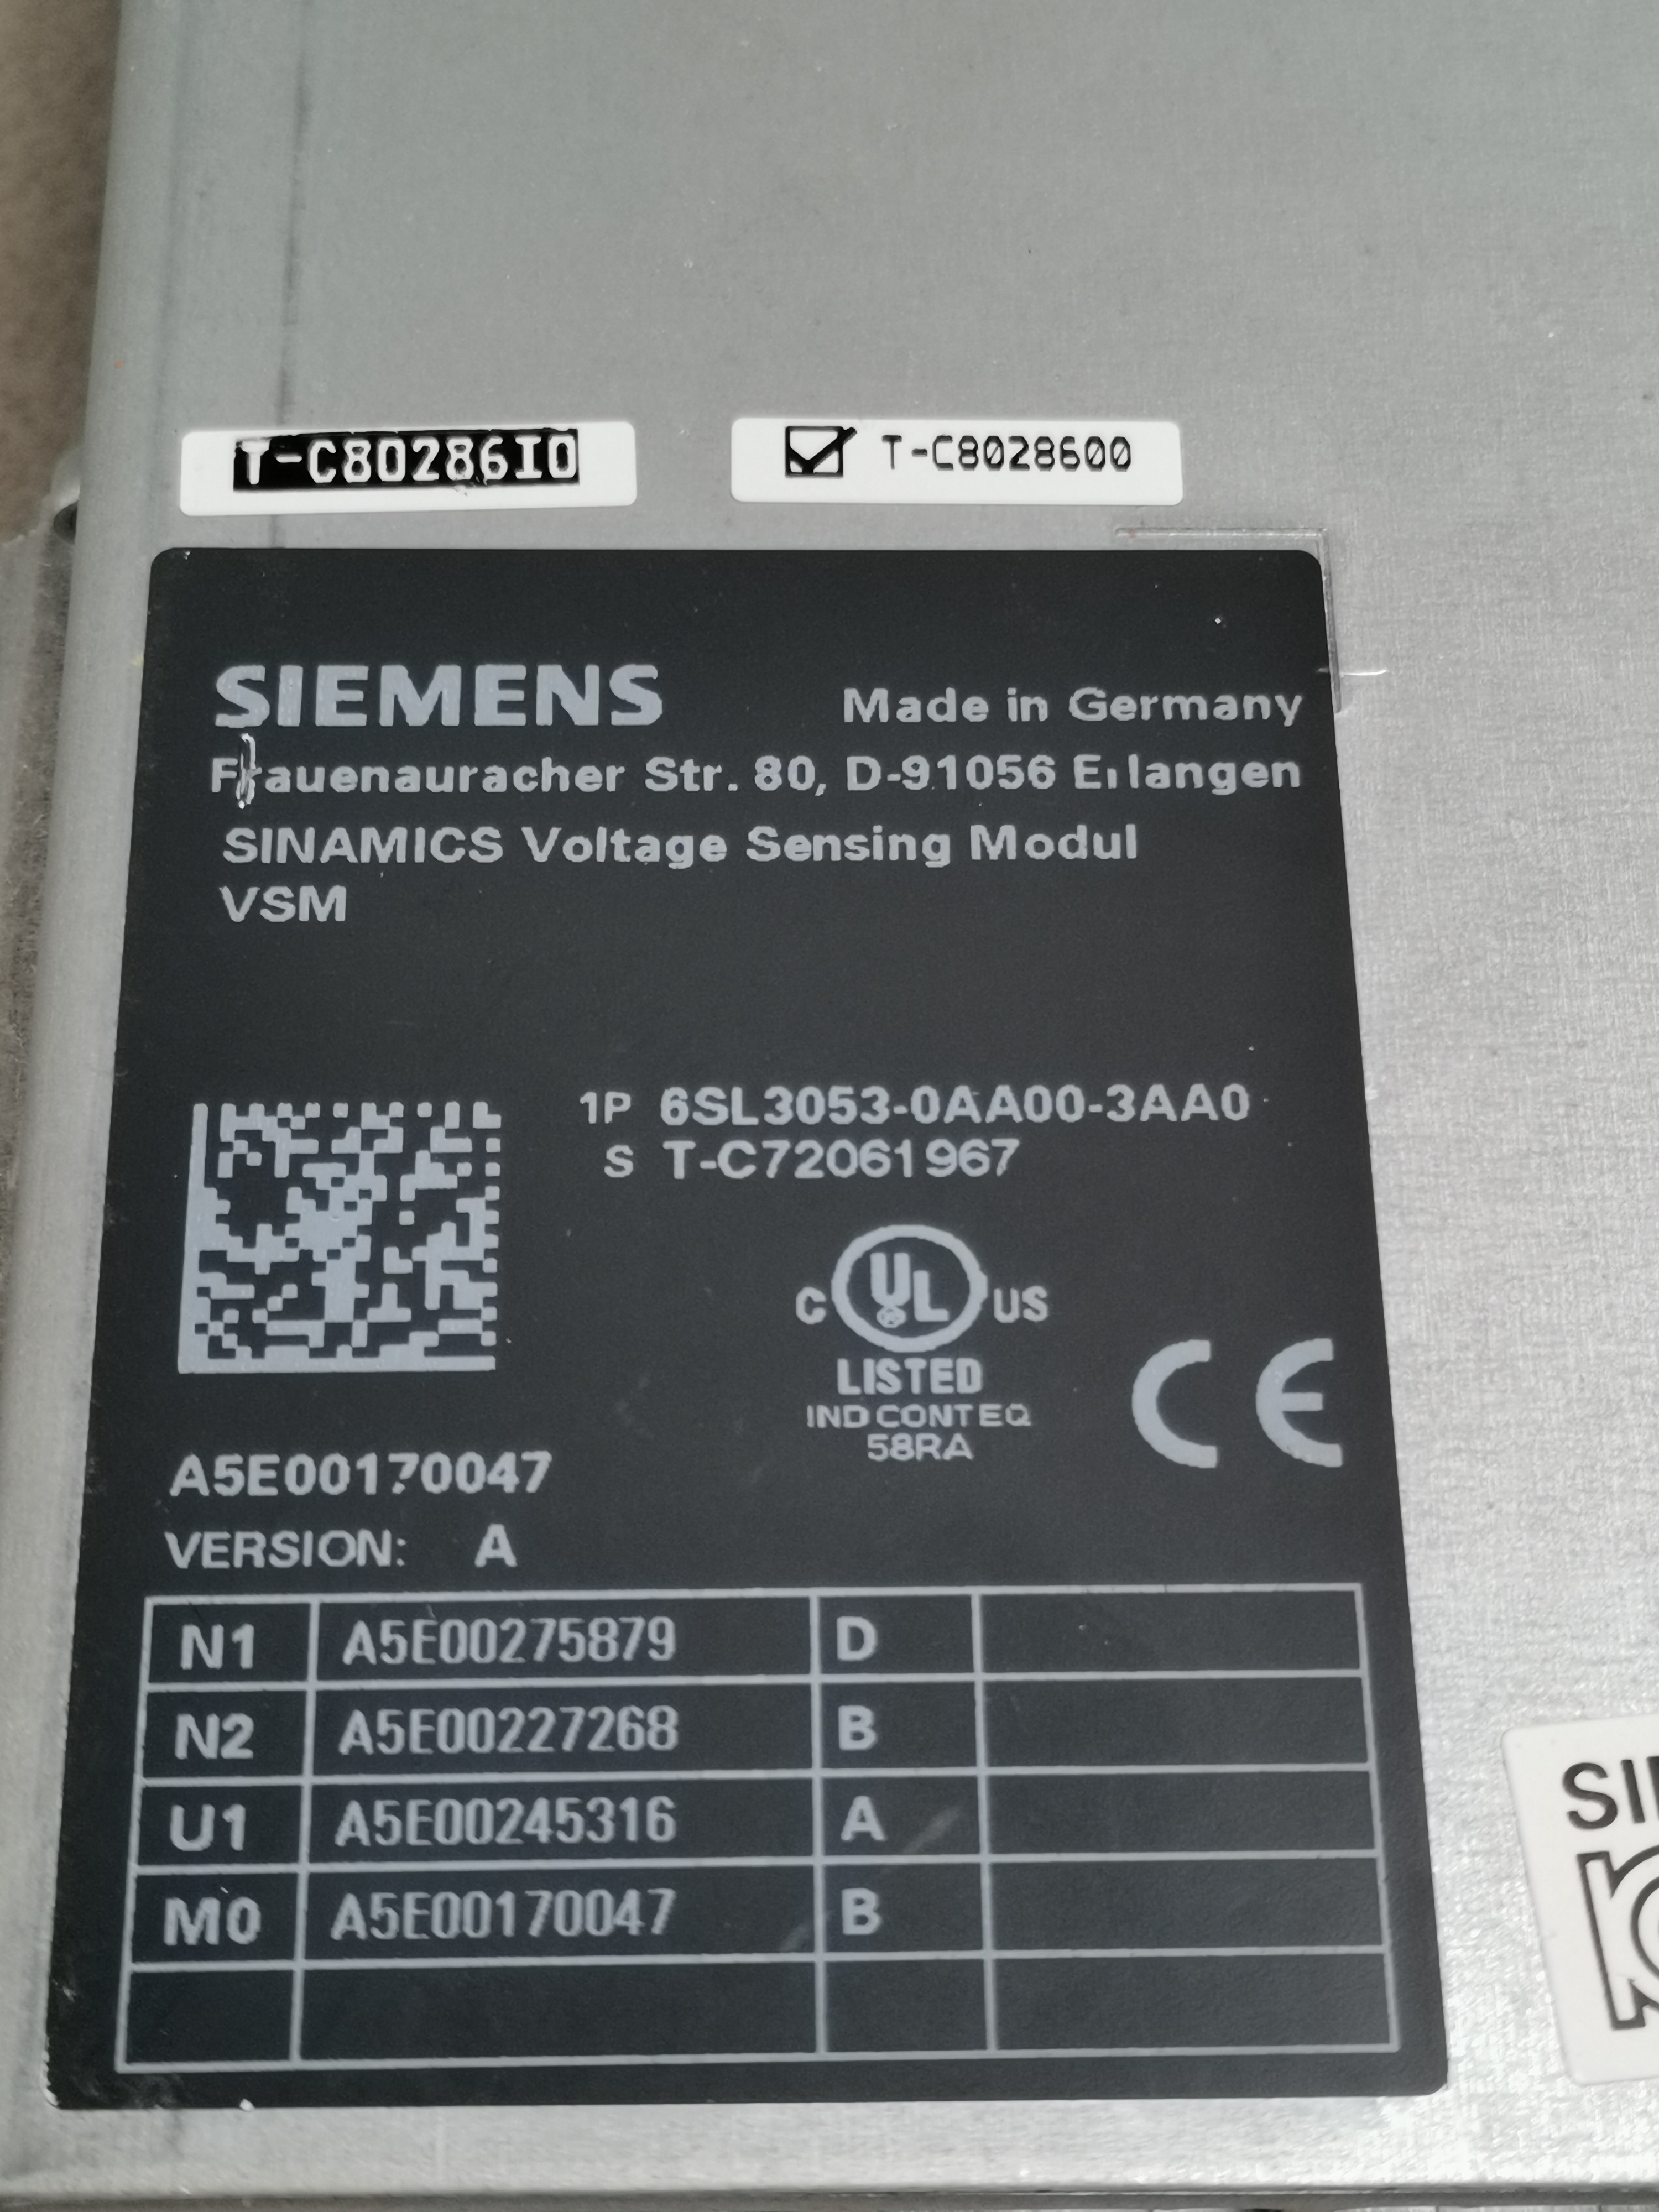 T-C80286I0
T-C8028600
SIEMENS
Made in Germany
Frauenauracher Str. 80, D-91056 Erlangen
SINAMICS Voltage Sensing Modul
VSM
1P 6SL3053-0AA00-3AA0
S T-C72061967
C UL US
LISTED
IND CONT EQ
58RA
CE
A5E00170047
VERSION: A
N1 A5E00275879 D
N2 A5E00227268 B
U1 A5E00245316 A
M0 A5E00170047 B